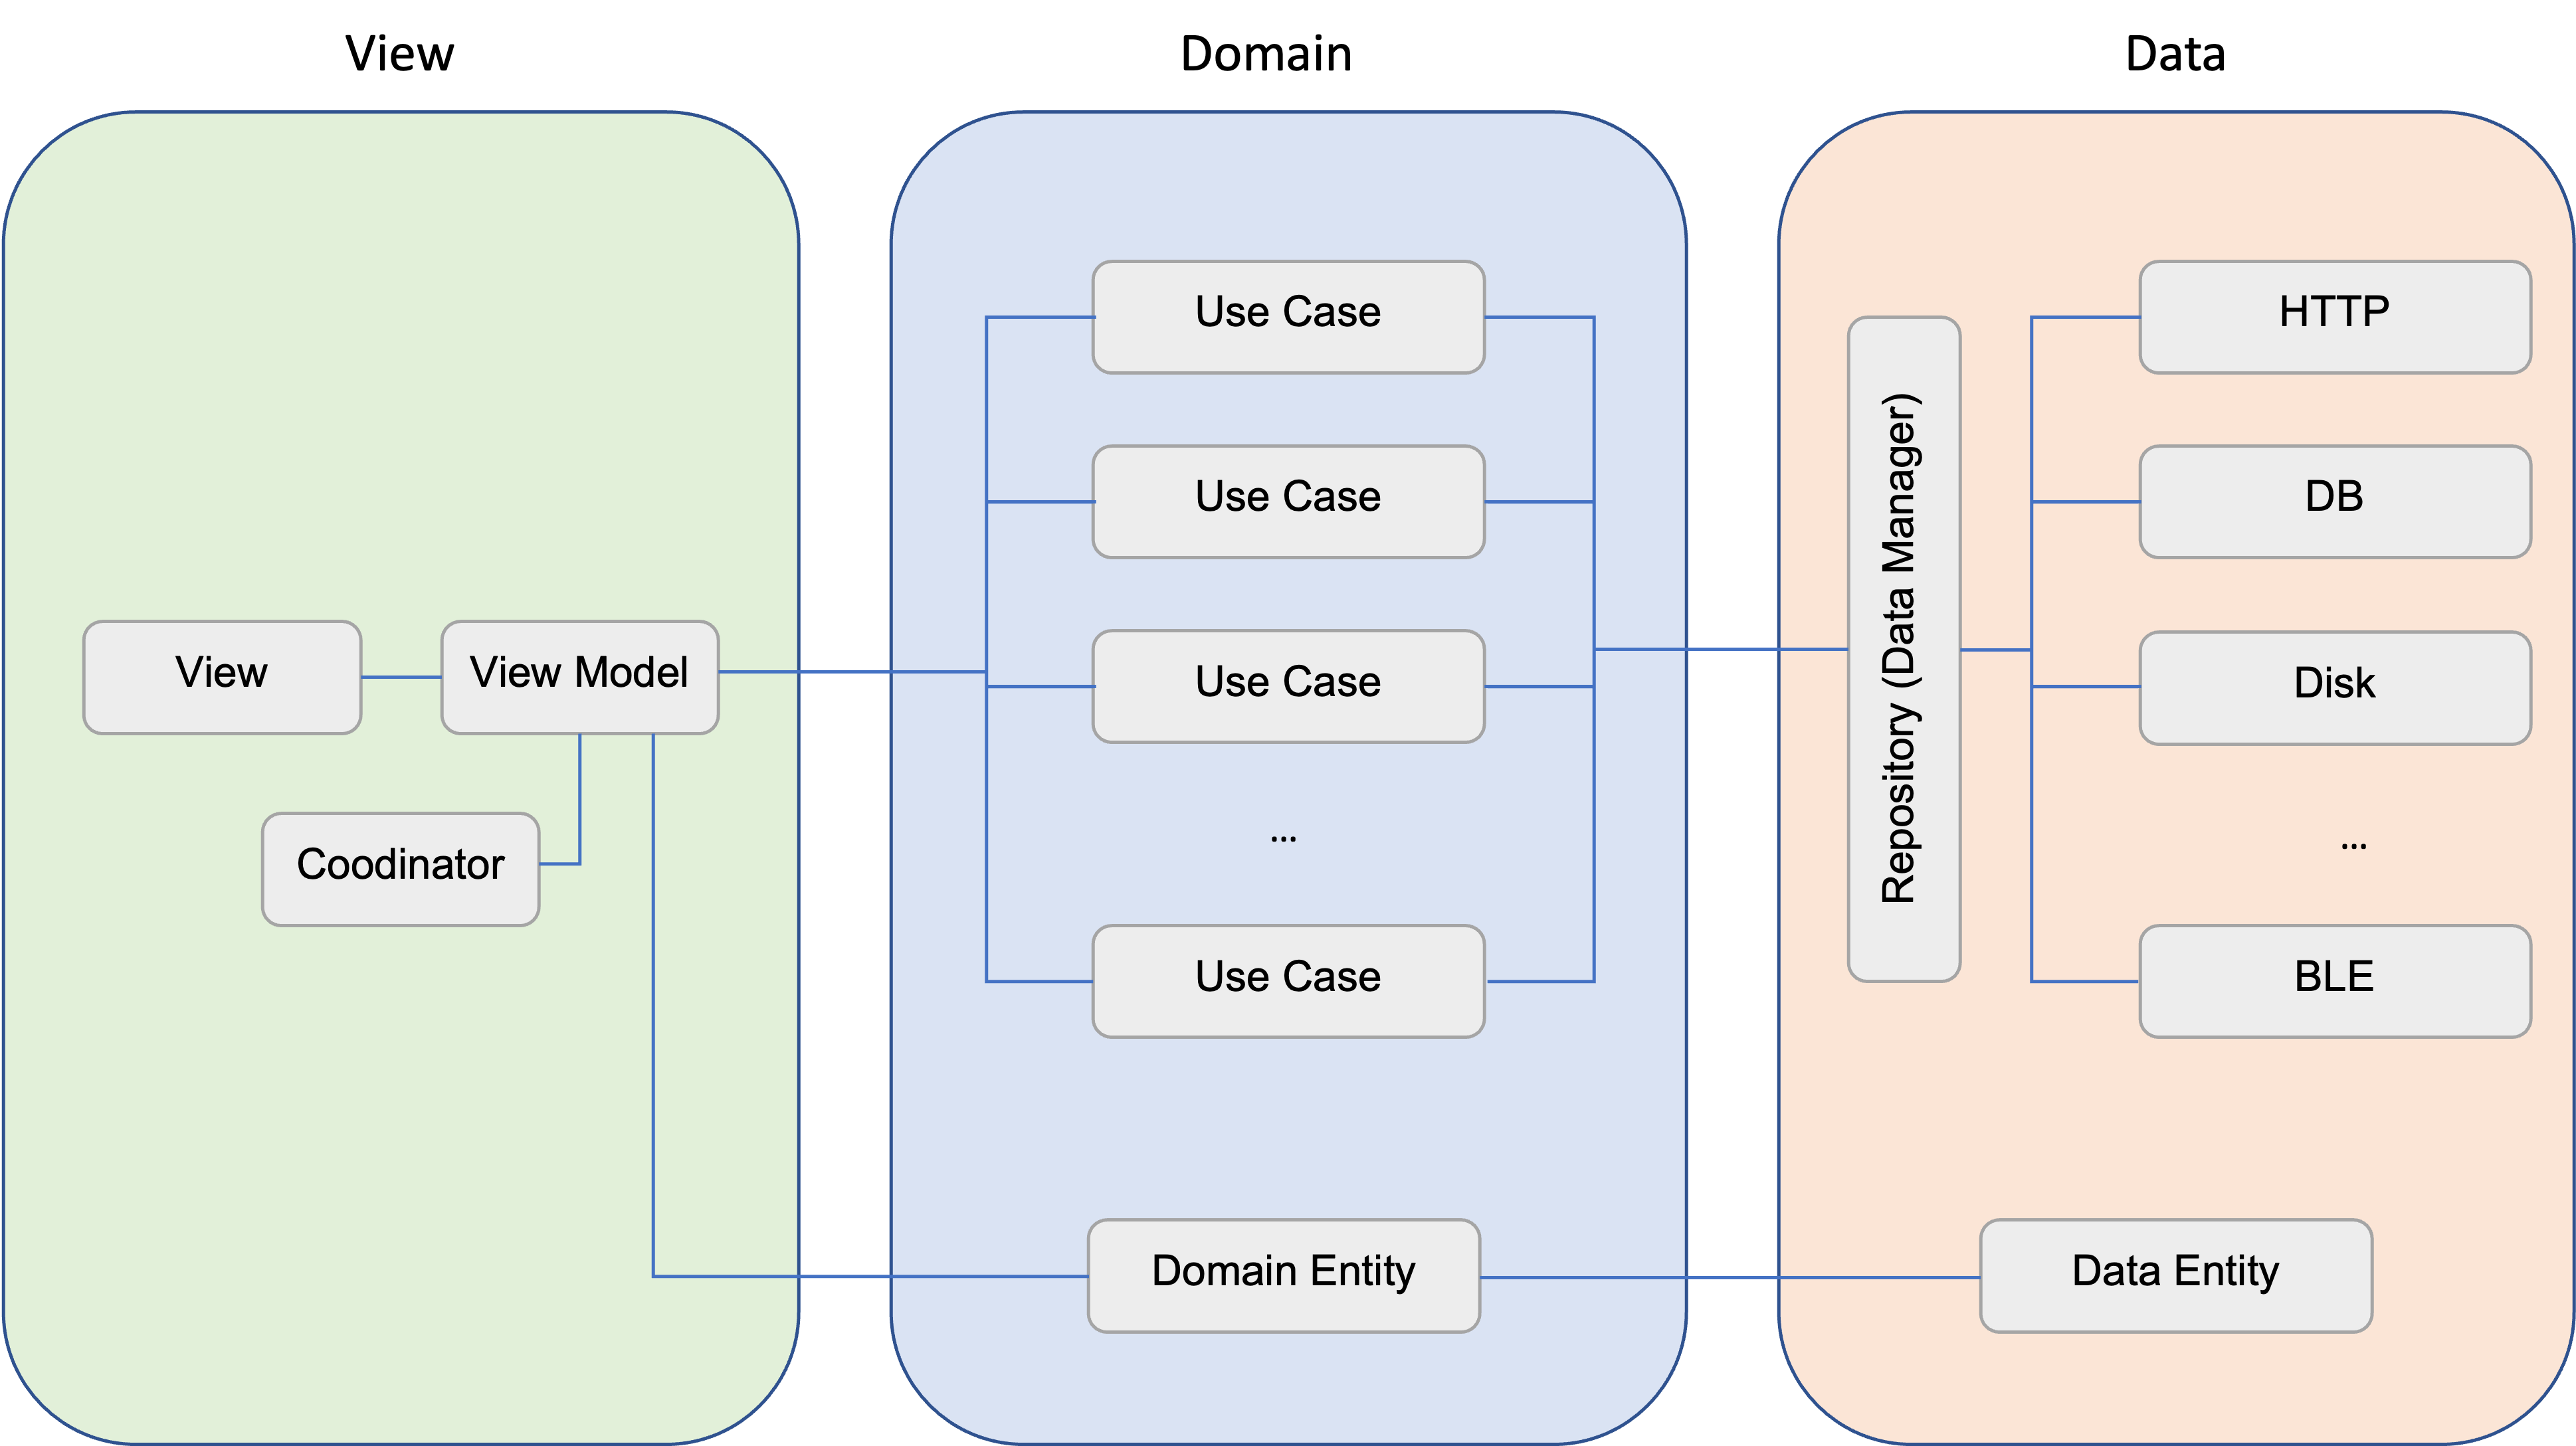 View
Domain
Data
View
View Model
Coodinator
Use Case
Use Case
Use Case
...
Use Case
Domain Entity
Repository (Data Manager)
HTTP
DB
Disk
...
BLE
Data Entity